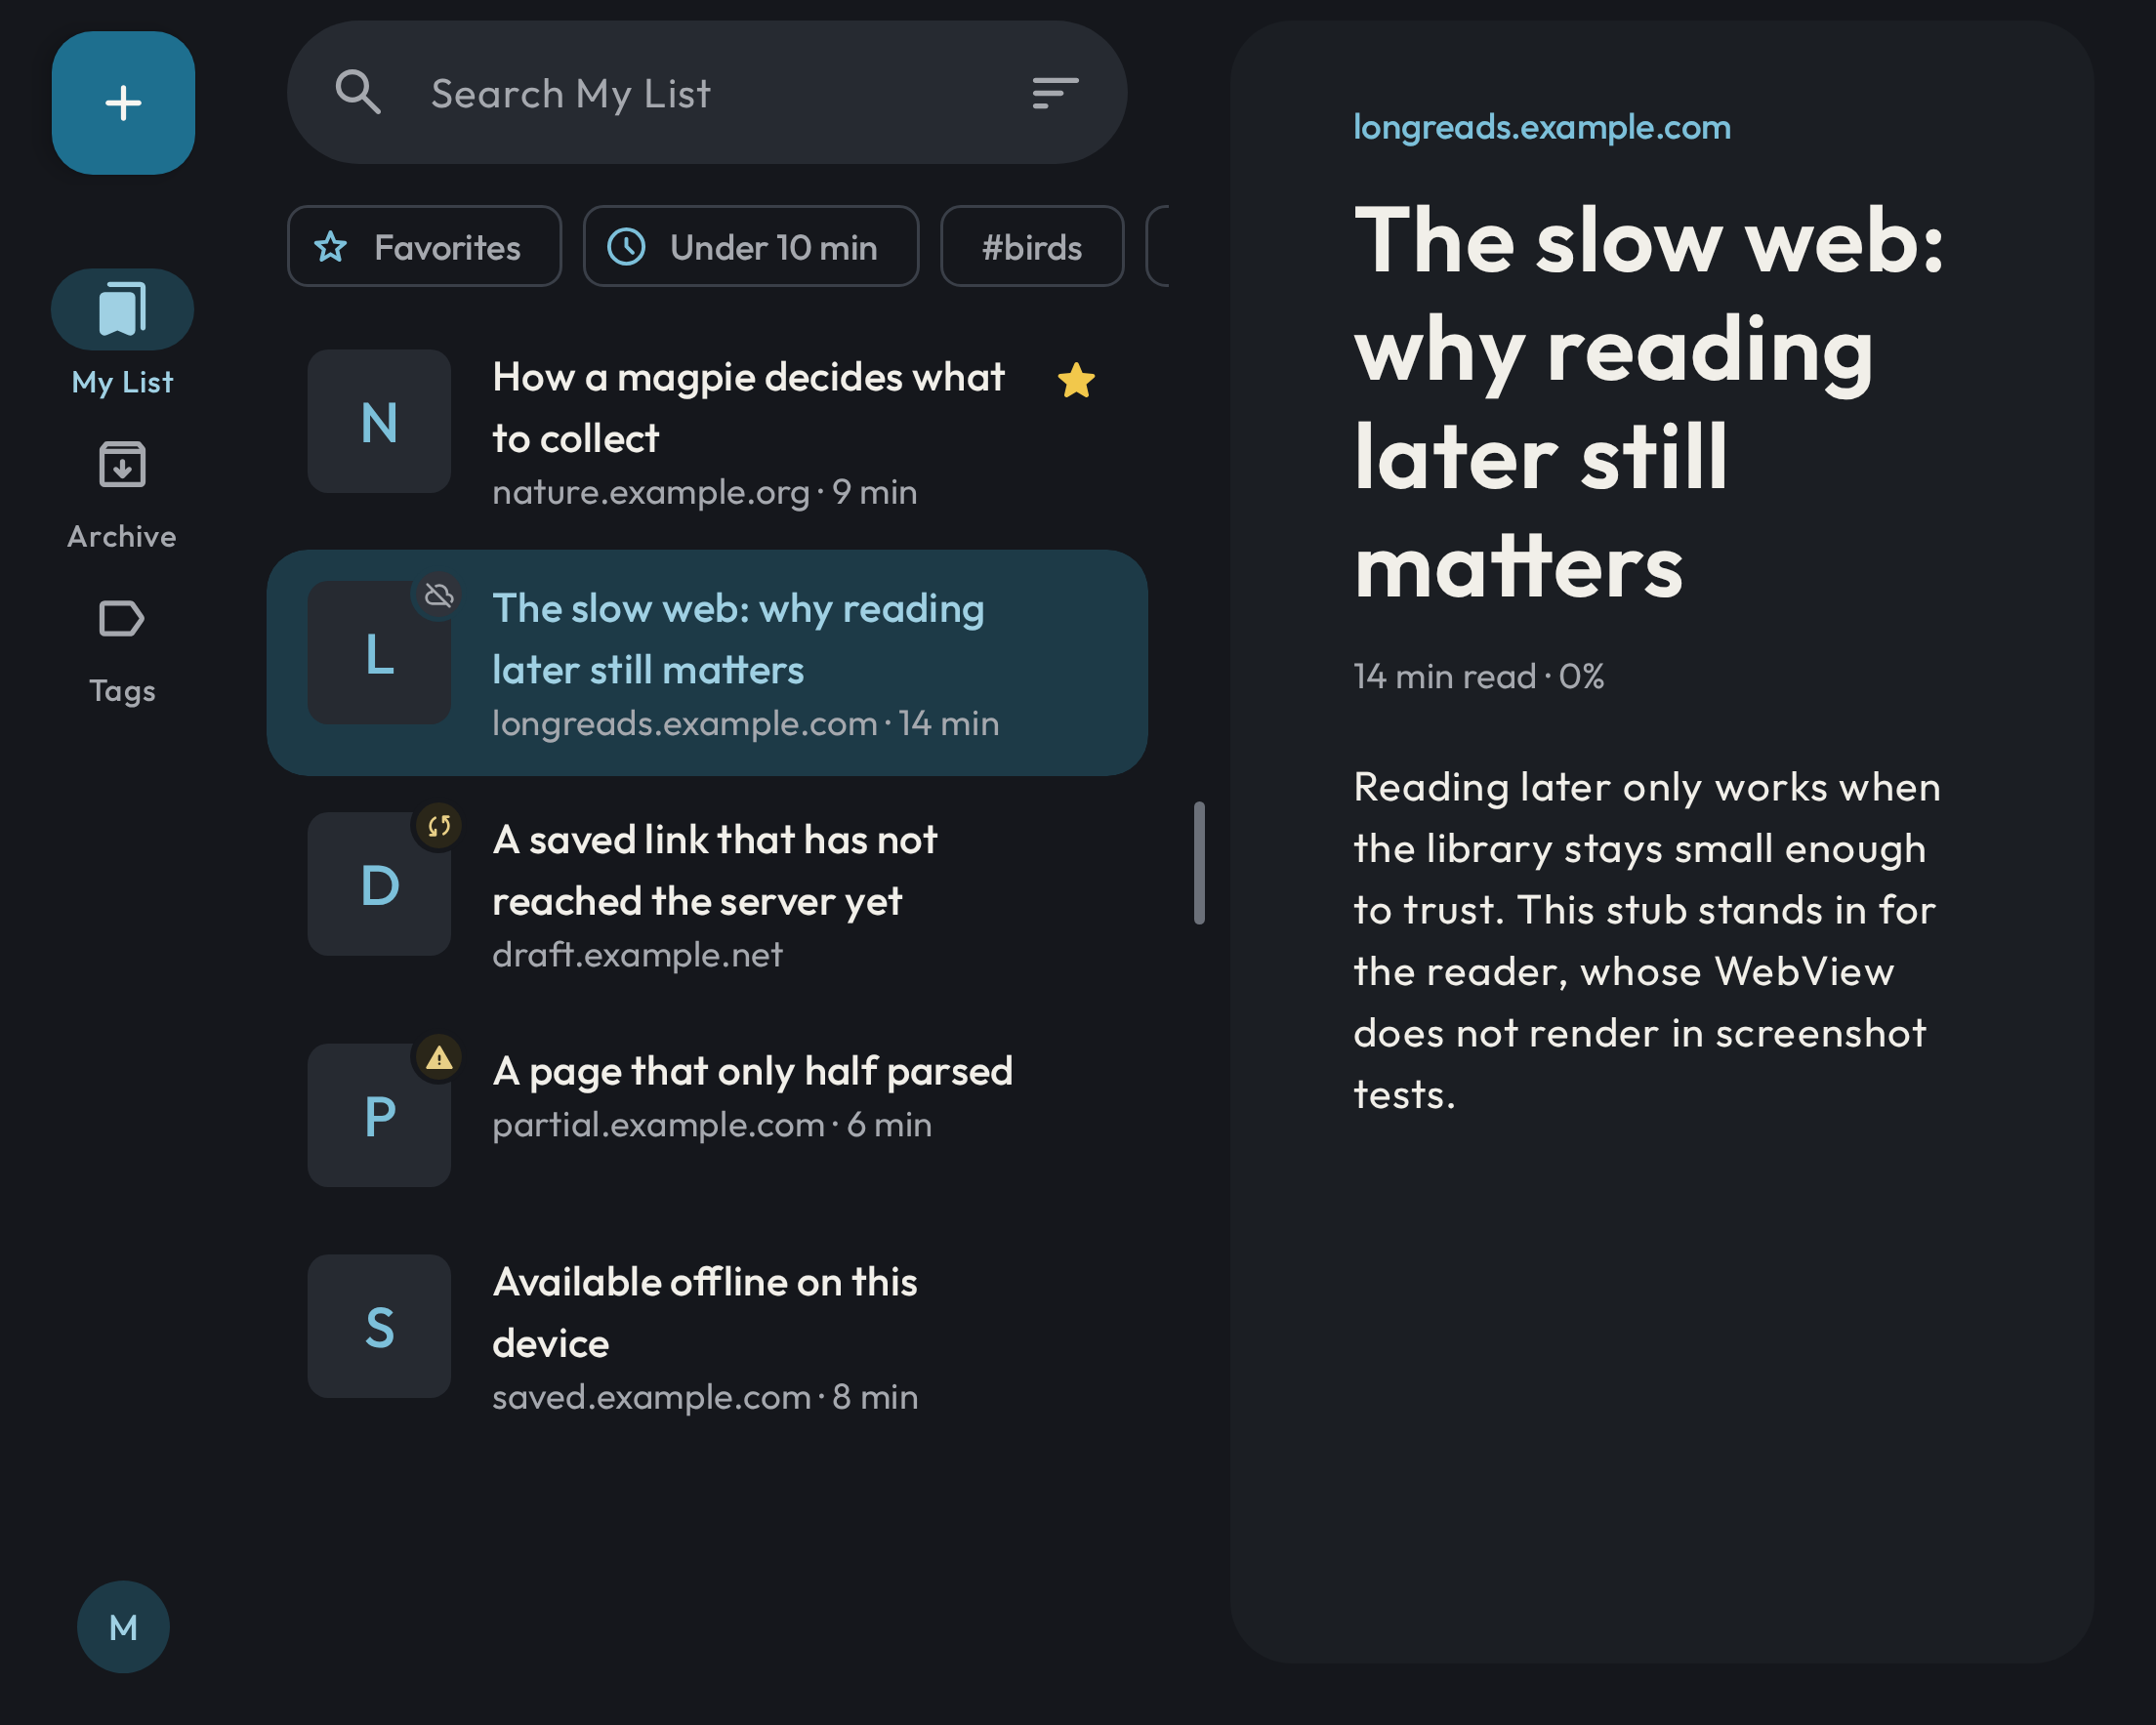 Search My List
Favorites
Under 10 min
#birds
My List
Archive
Tags
M
N
How a magpie decides what
to collect
nature.example.org · 9 min
L
The slow web: why reading
later still matters
longreads.example.com · 14 min
D
A saved link that has not
reached the server yet
draft.example.net
P
A page that only half parsed
partial.example.com · 6 min
S
Available offline on this
device
saved.example.com · 8 min
longreads.example.com
The slow web:
why reading
later still
matters
14 min read · 0%
Reading later only works when
the library stays small enough
to trust. This stub stands in for
the reader, whose WebView
does not render in screenshot
tests.